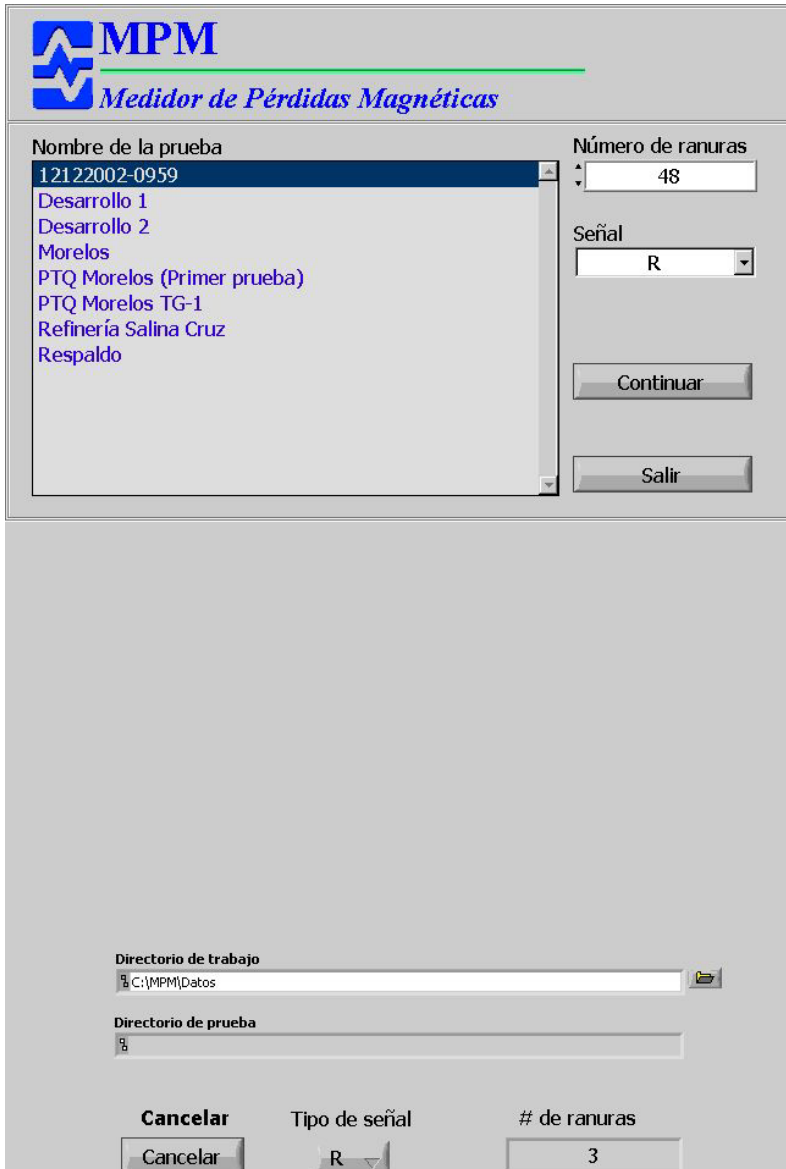 MPM
Medidor de Pérdidas Magnéticas
Nombre de la prueba
12122002-0959
Desarrollo 1
Desarrollo 2
Morelos
PTQ Morelos (Primer prueba)
PTQ Morelos TG-1
Refinería Salina Cruz
Respaldo
Número de ranuras
48
Señal
R
Continuar
Salir
Directorio de trabajo
C:\MPM\Datos
Directorio de prueba
Cancelar
Tipo de señal
# de ranuras
Cancelar
R
3